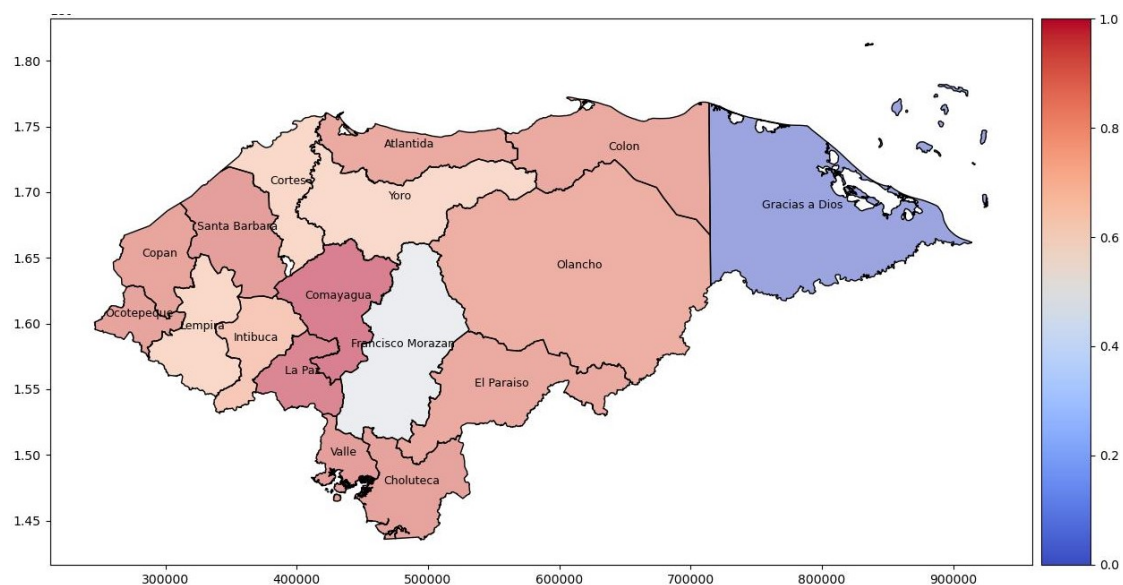 1.80
1.75
1.70
1.65
1.60
1.55
1.50
1.45
300000 400000 500000 600000 700000 800000 900000
1.0
0.8
0.6
0.4
0.2
0.0
Atlantida
Colon
Cortes
Yoro
Gracias a Dios
Santa Barbara
Copan
Olancho
Comayagua
Ocotepeque
Lempira
Intibuca
Francisco Morazan
La Paz
El Paraiso
Valle
Choluteca